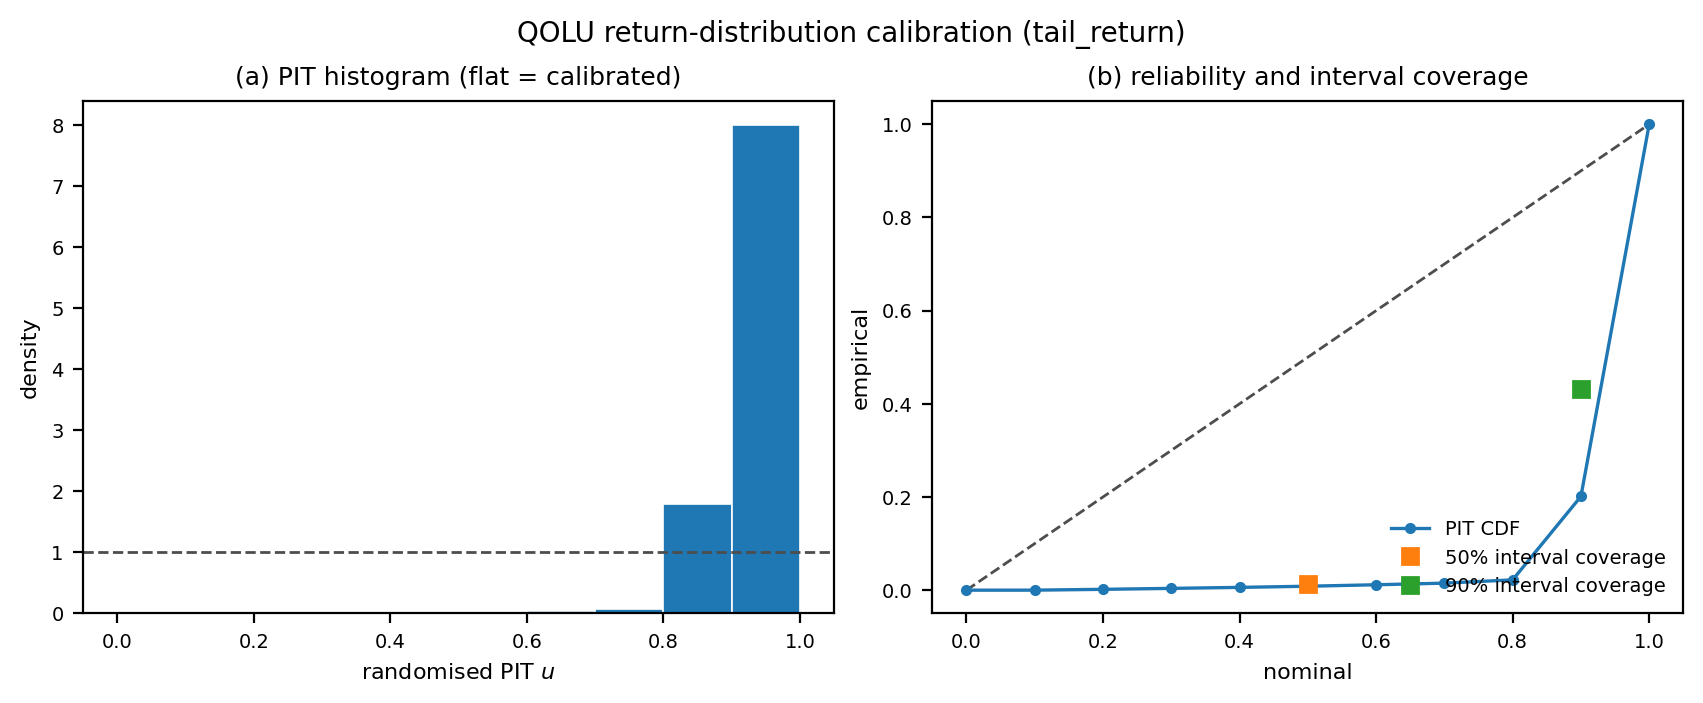 QOLU return-distribution calibration (tail_return)
(a) PIT histogram (flat = calibrated)
density
8
7
6
5
4
3
2
1
0
0.0 0.2 0.4 0.6 0.8 1.0
randomised PIT u
(b) reliability and interval coverage
empirical
1.0
0.8
0.6
0.4
0.2
0.0
PIT CDF
50% interval coverage
90% interval coverage
0.0 0.2 0.4 0.6 0.8 1.0
nominal